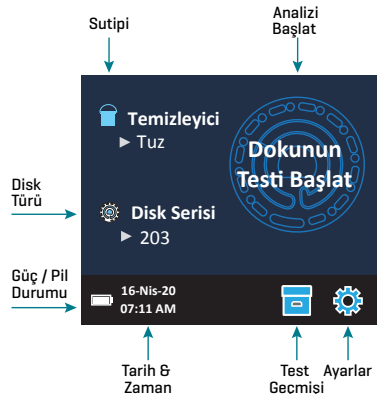 Sutipi
Analizi
Başlat
Temizleyici
Tuz
Dokunun
Testi Başlat
Disk
Türü
Disk Serisi
203
Güç / Pil
Durumu
16-Nis-20
07:11 AM
Tarih &
Zaman
Test
Geçmişi
Ayarlar